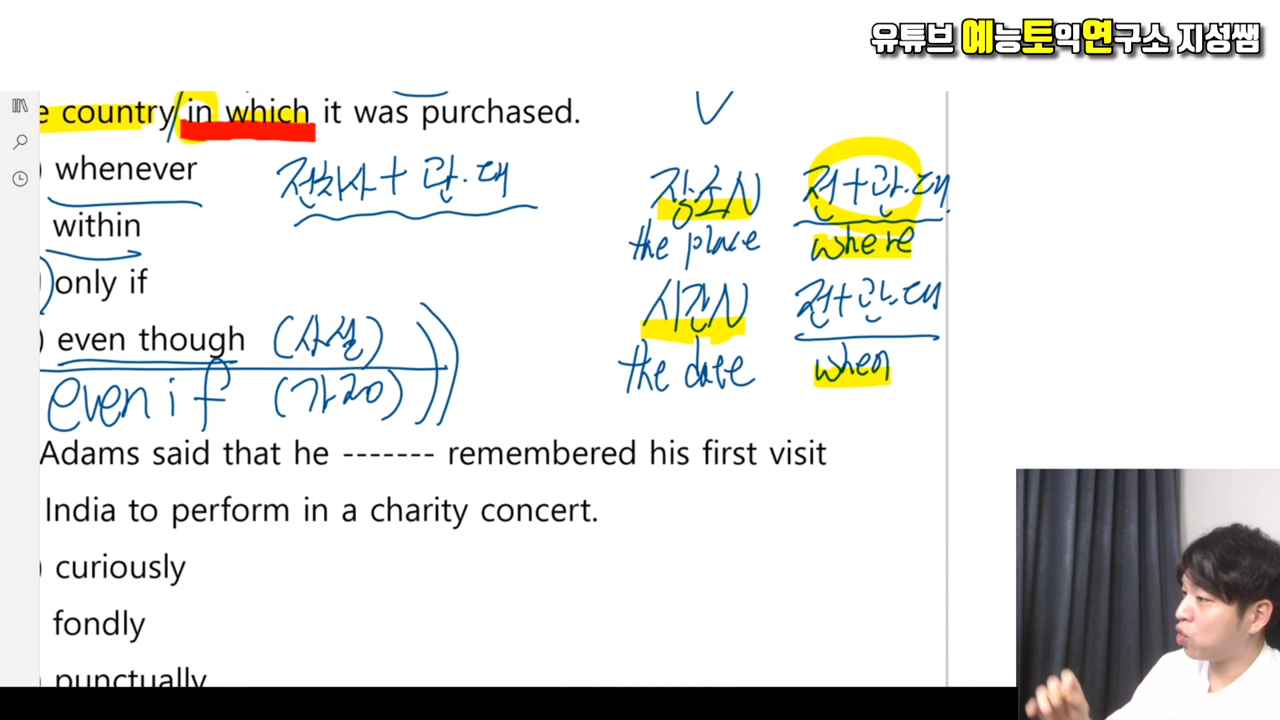 유튜브 예능토익연구소 지성쌤
e country in which it was purchased.
) whenever
전치사 + 관.대
장소N 전+관.대
within
the place where
only if
시간N 전+관.대
) even though (사실)
the date when
even if (가정)
Adams said that he ------- remembered his first visit
India to perform in a charity concert.
) curiously
fondly
punctually